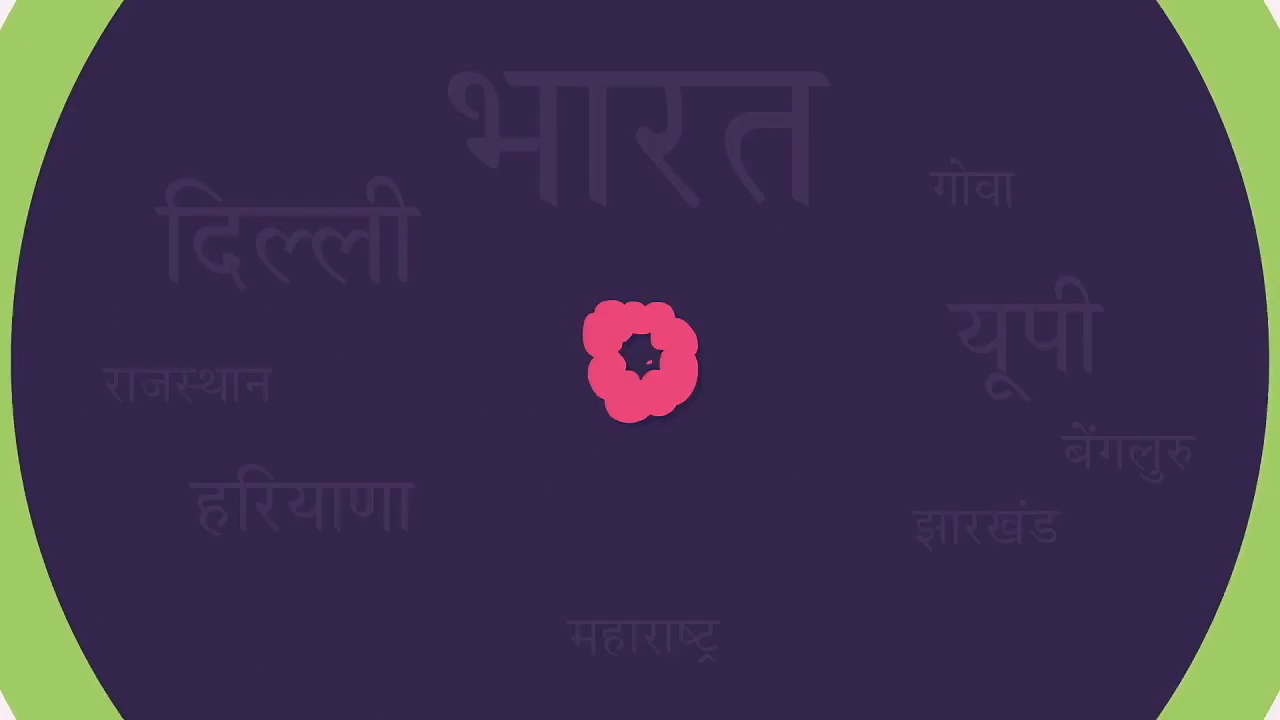 भारत
गोवा
दिल्ली
यूपी
राजस्थान
बेंगलुरु
हरियाणा
झारखंड
महाराष्ट्र